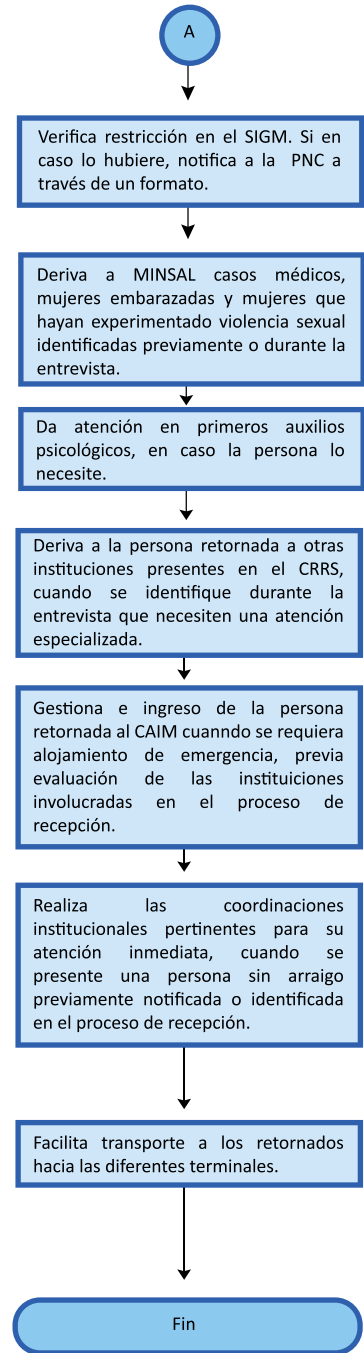 A
Verifica restricción en el SIGM. Si en
caso lo hubiere, notifica a la PNC a
través de un formato.
Deriva a MINSAL casos médicos,
mujeres embarazadas y mujeres que
hayan experimentado violencia sexual
identificadas previamente o durante la
entrevista.
Da atención en primeros auxilios
psicológicos, en caso la persona lo
necesite.
Deriva a la persona retornada a otras
instituciones presentes en el CRRS,
cuando se identifique durante la
entrevista que necesiten una atención
especializada.
Gestiona e ingreso de la persona
retornada al CAIM cuanndo se requiera
alojamiento de emergencia, previa
evaluación de las instituiciones
involucradas en el proceso de
recepción.
Realiza las coordinaciones
institucionales pertinentes para su
atención inmediata, cuando se
presente una persona sin arraigo
previamente notificada o identificada
en el proceso de recepción.
Facilita transporte a los retornados
hacia las diferentes terminales.
Fin